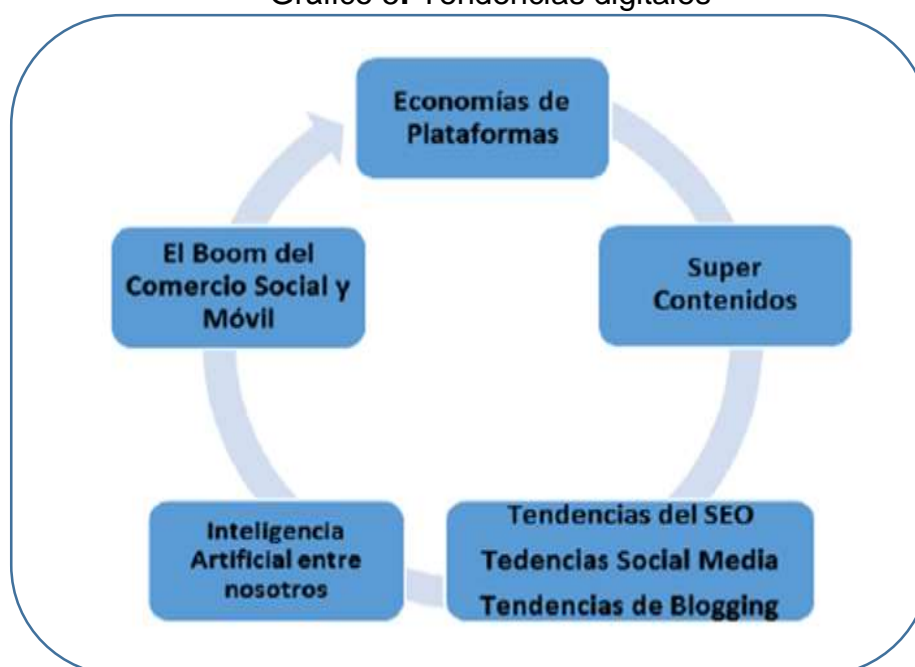 Tendencias digitales
Economías de
Plataformas
Super
Contenidos
Tendencias del SEO
Tedencias Social Media
Tendencias de Blogging
Inteligencia
Artificial entre
nosotros
El Boom del
Comercio Social y
Móvil